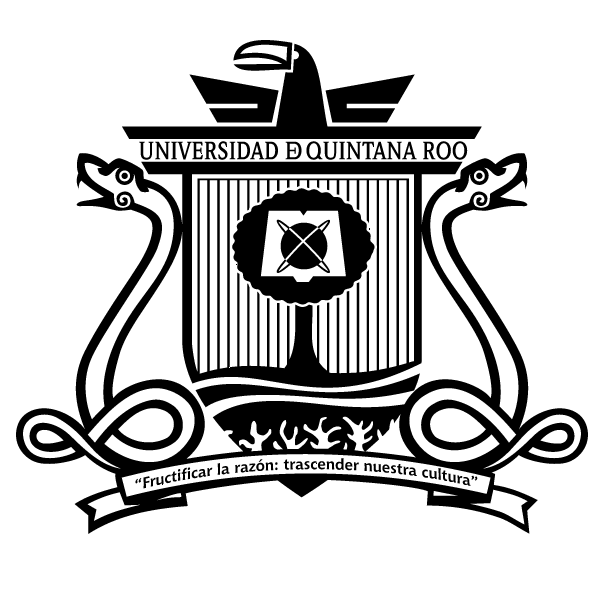 UNIVERSIDAD DE QUINTANA ROO
“Fructificar la razón: trascender nuestra cultura”